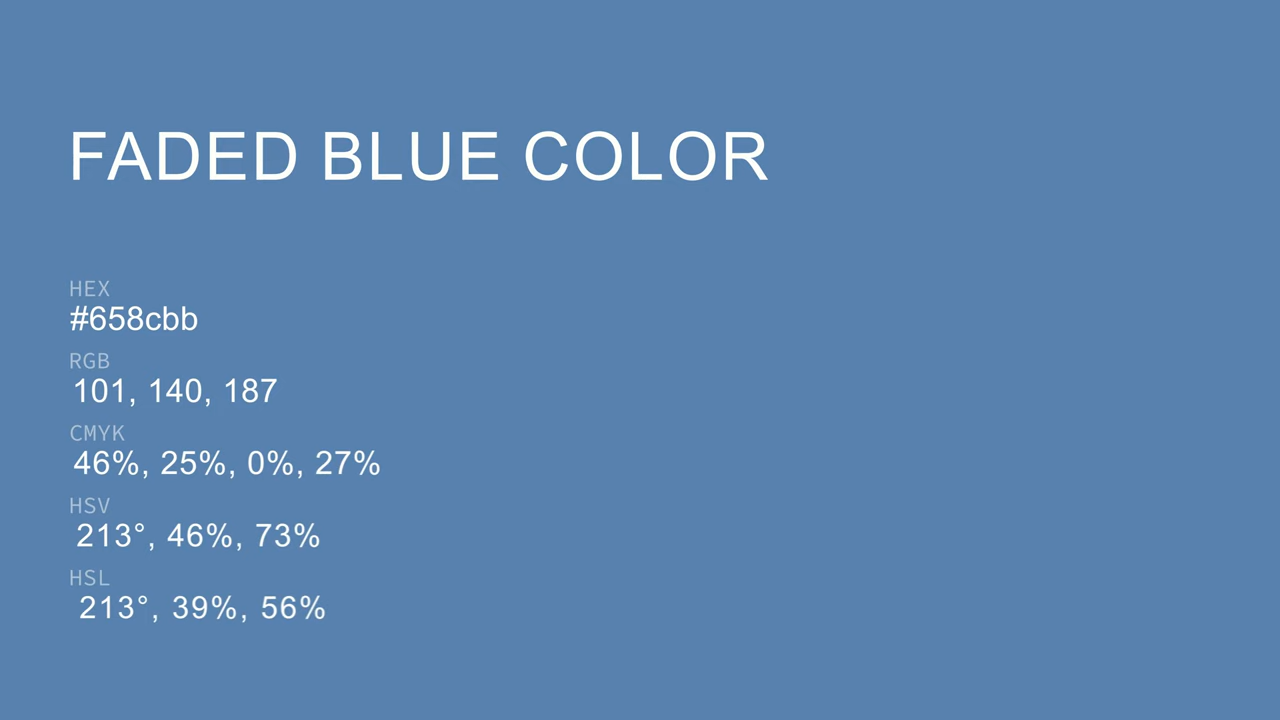 FADED BLUE COLOR
HEX
#658cbb
RGB
101, 140, 187
CMYK
46%, 25%, 0%, 27%
HSV
213°, 46%, 73%
HSL
213°, 39%, 56%